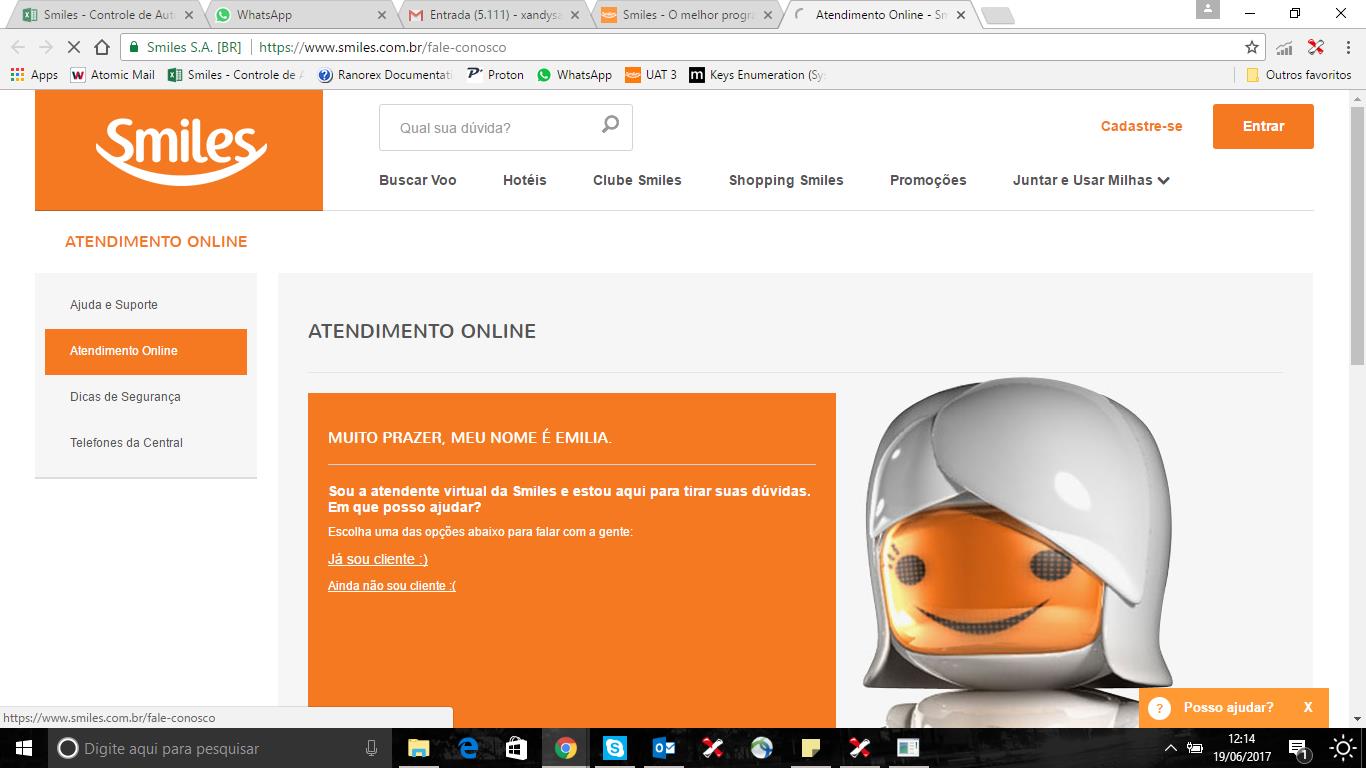 Smiles - Controle de Aut
WhatsApp
Entrada (5.111) - xandysa
Smiles - O melhor progra
Atendimento Online - Sm
Smiles S.A. [BR] https://www.smiles.com.br/fale-conosco
Apps
Atomic Mail
Smiles - Controle de A
Ranorex Documentati
Proton
WhatsApp
UAT 3
Keys Enumeration (Sys
Outros favoritos
Smiles
Qual sua dúvida?
Cadastre-se
Entrar
Buscar Voo
Hotéis
Clube Smiles
Shopping Smiles
Promoções
Juntar e Usar Milhas
ATENDIMENTO ONLINE
Ajuda e Suporte
Atendimento Online
Dicas de Segurança
Telefones da Central
ATENDIMENTO ONLINE
MUITO PRAZER, MEU NOME É EMILIA.
Sou a atendente virtual da Smiles e estou aqui para tirar suas dúvidas.
Em que posso ajudar?
Escolha uma das opções abaixo para falar com a gente:
Já sou cliente :)
Ainda não sou cliente :(
? Posso ajudar? X
https://www.smiles.com.br/fale-conosco
Digite aqui para pesquisar
12:14
19/06/2017
1